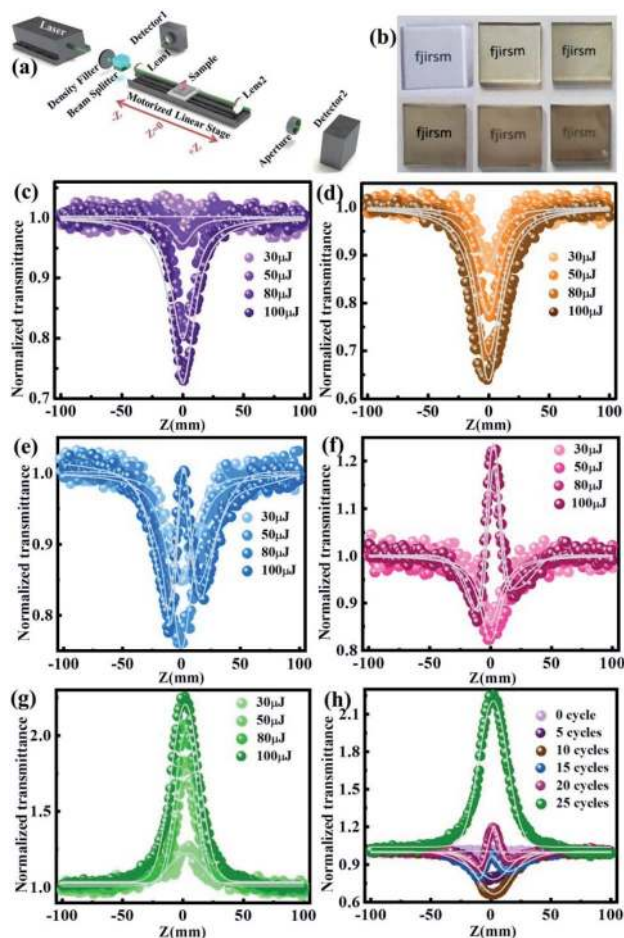 (a)
Laser
Density Filter
Beam Splitter
Detector1
Lens1
Sample
Lens2
Motorized Linear Stage
-Z
Z=0
+Z
Aperture
Detector2
(b)
fjirsm
fjirsm
fjirsm
fjirsm
fjirsm
fjirsm
(c)
Normalized transmittance
1.0
0.9
0.8
0.7
30μJ
50μJ
80μJ
100μJ
-100 -50 0 50 100
Z(mm)
(d)
Normalized transmittance
1.0
0.9
0.8
0.7
0.6
30μJ
50μJ
80μJ
100μJ
-100 -50 0 50 100
Z(mm)
(e)
Normalized transmittance
1.0
0.9
0.8
30μJ
50μJ
80μJ
100μJ
-100 -50 0 50 100
Z(mm)
(f)
Normalized transmittance
1.2
1.1
1.0
0.9
0.8
30μJ
50μJ
80μJ
100μJ
-100 -50 0 50 100
Z(mm)
(g)
Normalized transmittance
2.0
1.5
1.0
30μJ
50μJ
80μJ
100μJ
-100 -50 0 50 100
Z(mm)
(h)
Normalized transmittance
2.1
1.8
1.5
1.2
0.9
0.6
0 cycle
5 cycles
10 cycles
15 cycles
20 cycles
25 cycles
-100 -50 0 50 100
Z(mm)